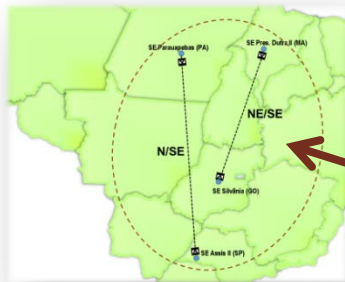 SE Parauapebas (PA)
SE Pres. Dutra II (MA)
NE/SE
N/SE
SE Silvânia (GO)
SE Assis II (SP)